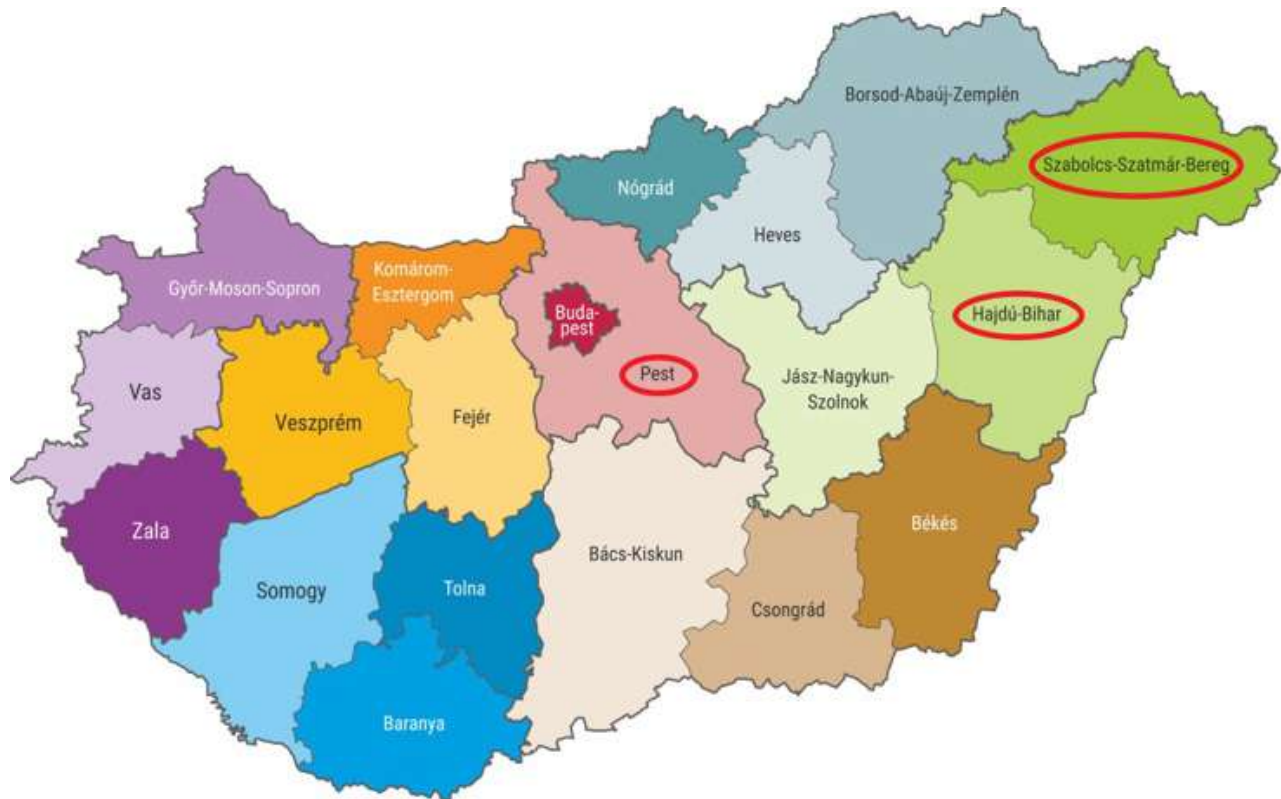 Borsod-Abaúj-Zemplén
Szabolcs-Szatmár-Bereg
Nógrád
Heves
Győr-Moson-Sopron
Komárom-
Esztergom
Hajdú-Bihar
Buda-
pest
Pest
Jász-Nagykun-
Szolnok
Vas
Veszprém
Fejér
Zala
Békés
Bács-Kiskun
Somogy
Tolna
Csongrád
Baranya